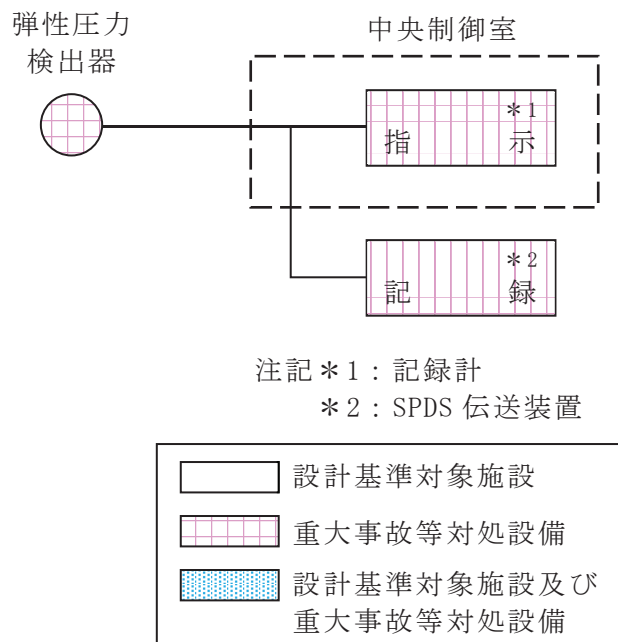 弾性圧力
検出器
中央制御室
＊1
指 示
＊2
記 録
注記＊1：記録計
＊2：SPDS 伝送装置
設計基準対象施設
重大事故等対処設備
設計基準対象施設及び
重大事故等対処設備